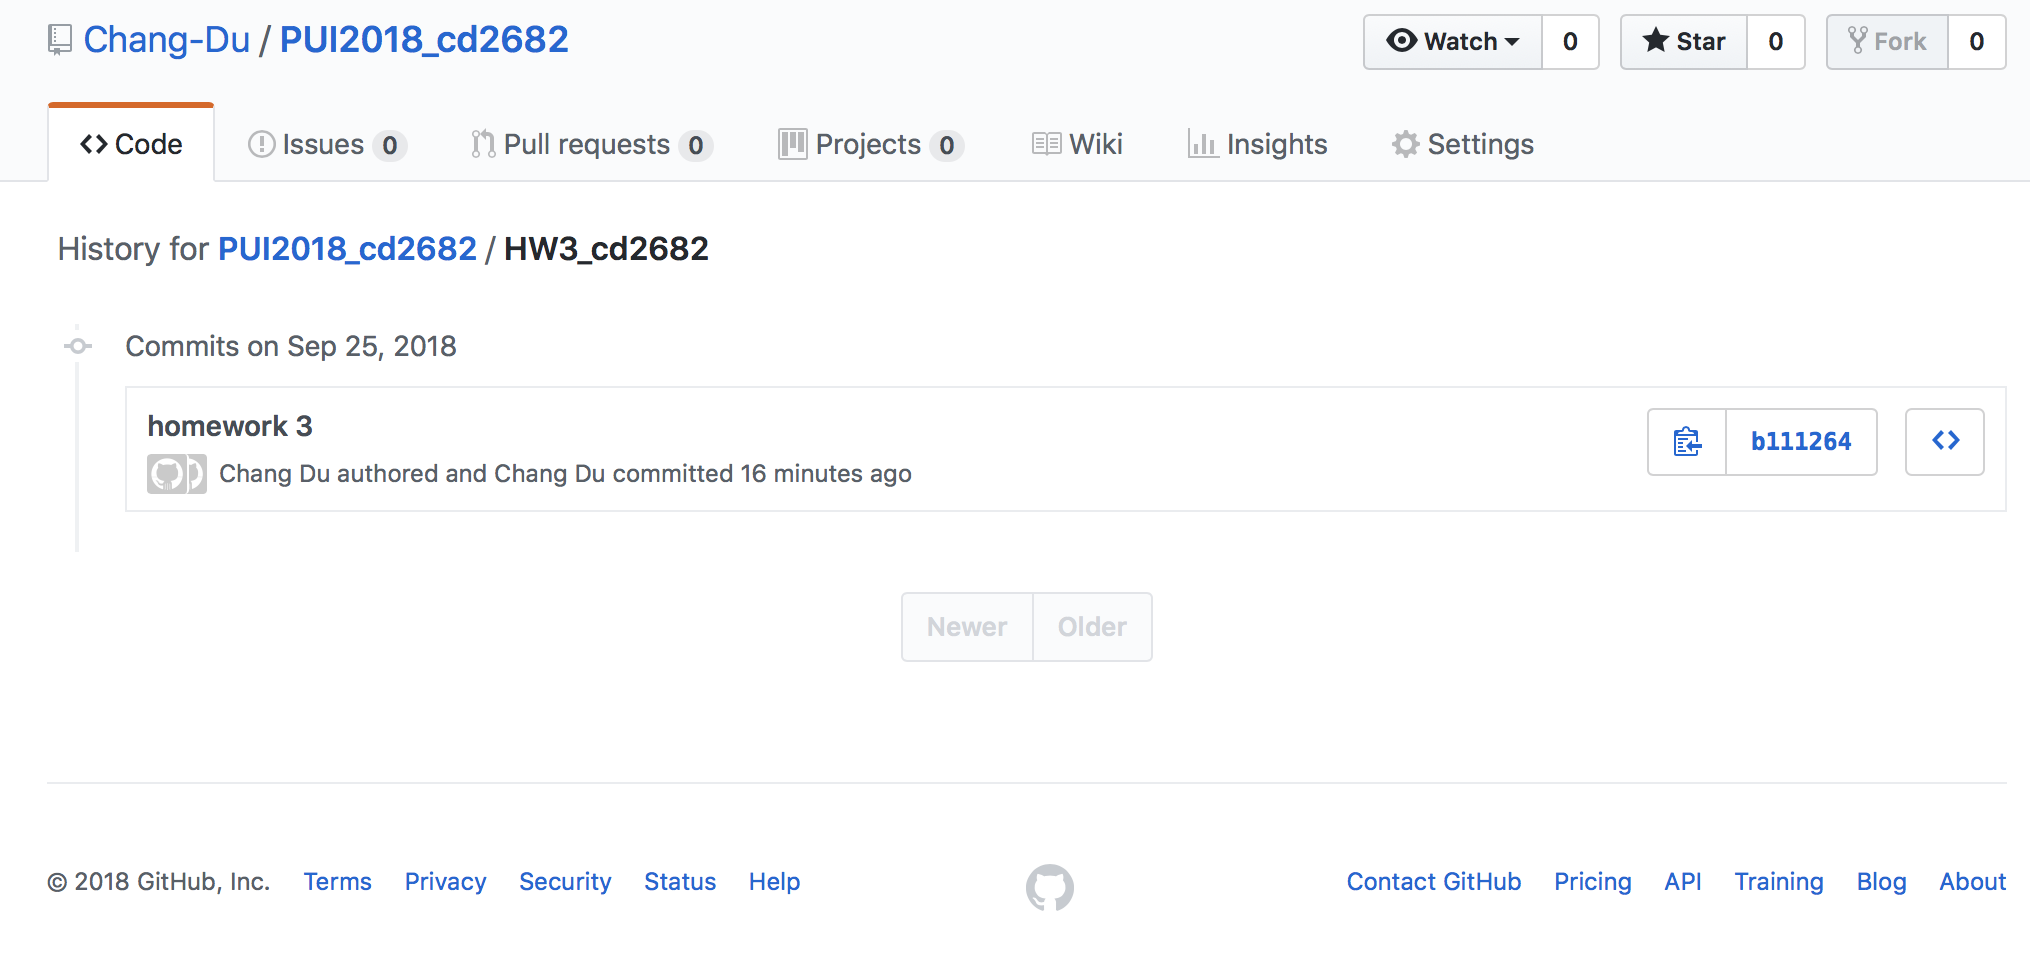 Chang-Du / PUI2018_cd2682
Watch 0 Star 0 Fork 0
Code Issues 0 Pull requests 0 Projects 0 Wiki Insights Settings
History for PUI2018_cd2682 / HW3_cd2682
Commits on Sep 25, 2018
homework 3
Chang Du authored and Chang Du committed 16 minutes ago
b111264
Newer Older
© 2018 GitHub, Inc. Terms Privacy Security Status Help Contact GitHub Pricing API Training Blog About